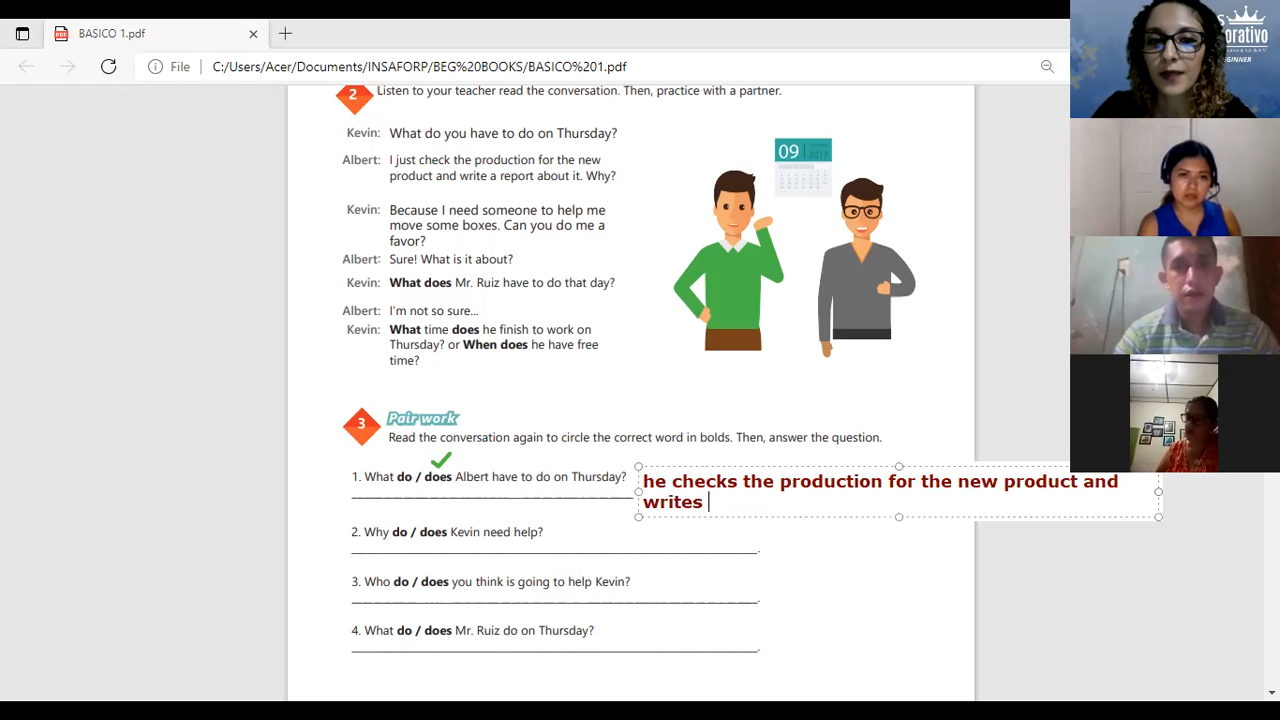 BASICO 1.pdf
File
C:/Users/Acer/Documents/INSAFORP/BEG%20BOOKS/BASICO%201.pdf
orativo
GINNER
2 Listen to your teacher read the conversation. Then, practice with a partner.
Kevin: What do you have to do on Thursday?
Albert: I just check the production for the new
product and write a report about it. Why?
Kevin: Because I need someone to help me
move some boxes. Can you do me a
favor?
Albert: Sure! What is it about?
Kevin: What does Mr. Ruiz have to do that day?
Albert: I'm not so sure...
Kevin: What time does he finish to work on
Thursday? or When does he have free
time?
09
2017
3 Pair work
Read the conversation again to circle the correct word in bolds. Then, answer the question.
1. What do / does Albert have to do on Thursday?
he checks the production for the new product and
writes
2. Why do / does Kevin need help?
3. Who do / does you think is going to help Kevin?
4. What do / does Mr. Ruiz do on Thursday?